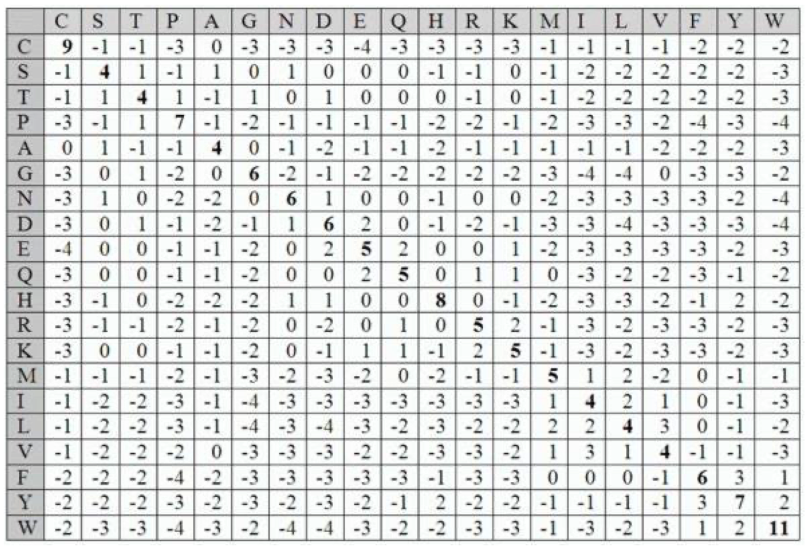 C S T P A G N D E Q H R K M I L V F Y W
C 9 -1 -1 -3 0 -3 -3 -3 -4 -3 -3 -3 -3 -1 -1 -1 -1 -2 -2 -2
S -1 4 1 -1 1 0 1 0 0 0 -1 -1 0 -1 -2 -2 -2 -2 -2 -3
T -1 1 4 1 -1 1 0 1 0 0 0 -1 0 -1 -2 -2 -2 -2 -2 -3
P -3 -1 1 7 -1 -2 -1 -1 -1 -1 -2 -2 -1 -2 -3 -3 -2 -4 -3 -4
A 0 1 -1 -1 4 0 -1 -2 -1 -1 -2 -1 -1 -1 -1 -1 -2 -2 -2 -3
G -3 0 1 -2 0 6 -2 -1 -2 -2 -2 -2 -2 -3 -4 -4 0 -3 -3 -2
N -3 1 0 -2 -2 0 6 1 0 0 -1 0 0 -2 -3 -3 -3 -3 -2 -4
D -3 0 1 -1 -2 -1 1 6 2 0 -1 -2 -1 -3 -3 -4 -3 -3 -3 -4
E -4 0 0 -1 -1 -2 0 2 5 2 0 0 1 -2 -3 -3 -3 -3 -2 -3
Q -3 0 0 -1 -1 -2 0 0 2 5 0 1 1 0 -3 -2 -2 -3 -1 -2
H -3 -1 0 -2 -2 -2 1 1 0 0 8 0 -1 -2 -3 -3 -2 -1 2 -2
R -3 -1 -1 -2 -1 -2 0 -2 0 1 0 5 2 -1 -3 -2 -3 -3 -2 -3
K -3 0 0 -1 -1 -2 0 -1 1 1 -1 2 5 -1 -3 -2 -3 -3 -2 -3
M -1 -1 -1 -2 -1 -3 -2 -3 -2 0 -2 -1 -1 5 1 2 -2 0 -1 -1
I -1 -2 -2 -3 -1 -4 -3 -3 -3 -3 -3 -3 -3 1 4 2 1 0 -1 -3
L -1 -2 -2 -3 -1 -4 -3 -4 -3 -2 -3 -2 -2 2 2 4 3 0 -1 -2
V -1 -2 -2 -2 0 -3 -3 -3 -2 -2 -3 -3 -2 1 3 1 4 -1 -1 -3
F -2 -2 -2 -4 -2 -3 -3 -3 -3 -3 -1 -3 -3 0 0 0 -1 6 3 1
Y -2 -2 -2 -3 -2 -3 -2 -3 -2 -1 2 -2 -2 -1 -1 -1 -1 3 7 2
W -2 -3 -3 -4 -3 -2 -4 -4 -3 -2 -2 -3 -3 -1 -3 -2 -3 1 2 11